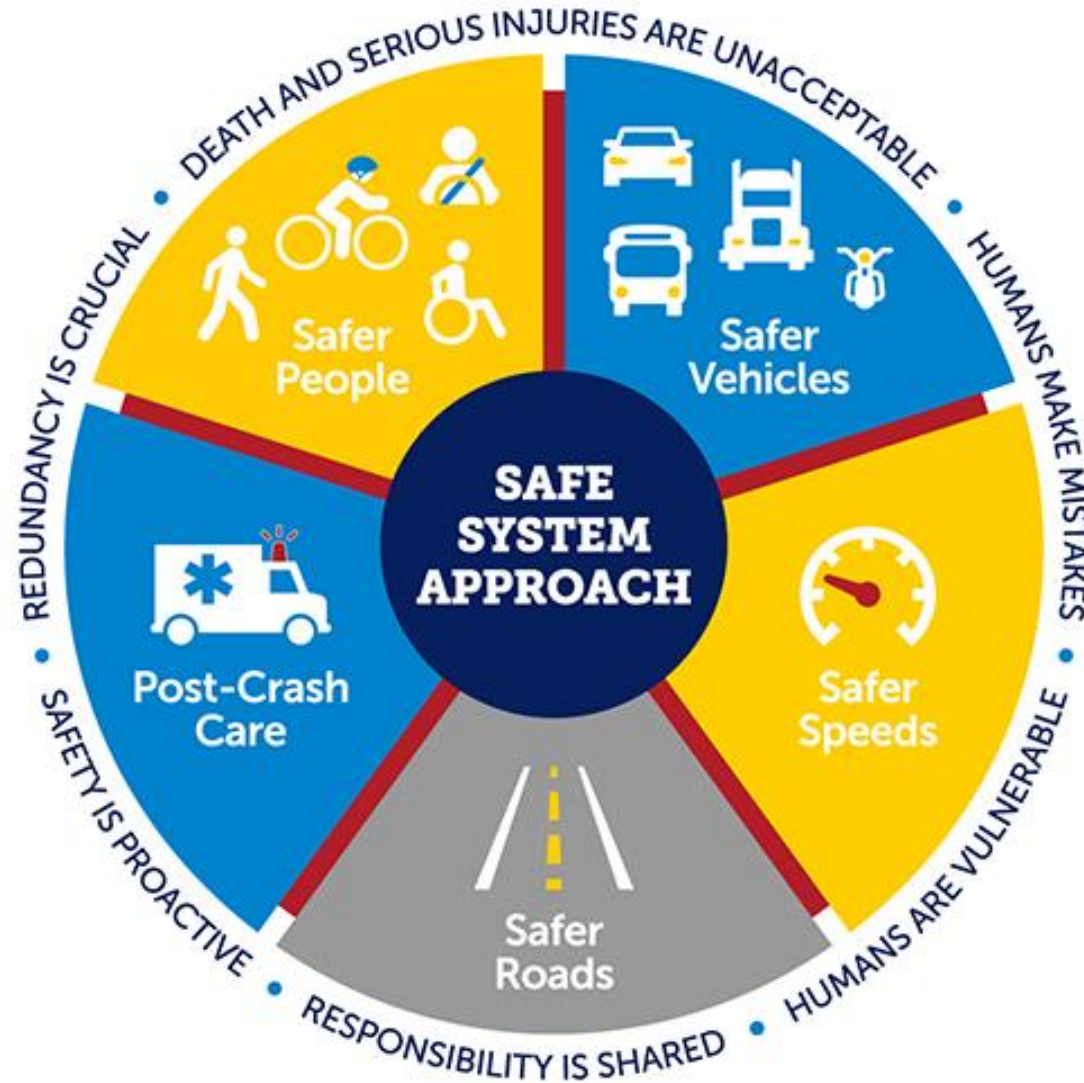 DEATH AND SERIOUS INJURIES ARE UNACCEPTABLE
HUMANS MAKE MISTAKES
HUMANS ARE VULNERABLE
RESPONSIBILITY IS SHARED
SAFETY IS PROACTIVE
REDUNDANCY IS CRUCIAL
Safer
People
Safer
Vehicles
SAFE
SYSTEM
APPROACH
Safer
Speeds
Safer
Roads
Post-Crash
Care